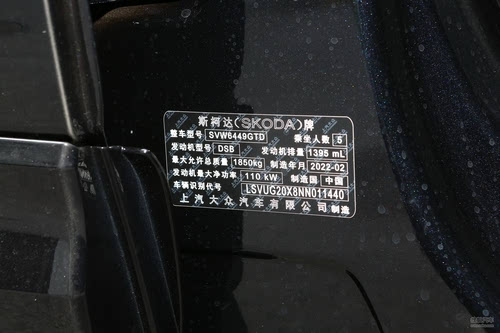 斯柯达(SKODA)牌
整车型号 SVW6449GTD 乘坐人数 5
发动机型号 DSB 发动机排量 1395 mL
最大允许总质量 1850kg 制造年月 2022-02
发动机最大净功率 110 kW 制造国 中国
车辆识别代号 LSVUG20X8NN011440
上汽大众汽车有限公司 制造